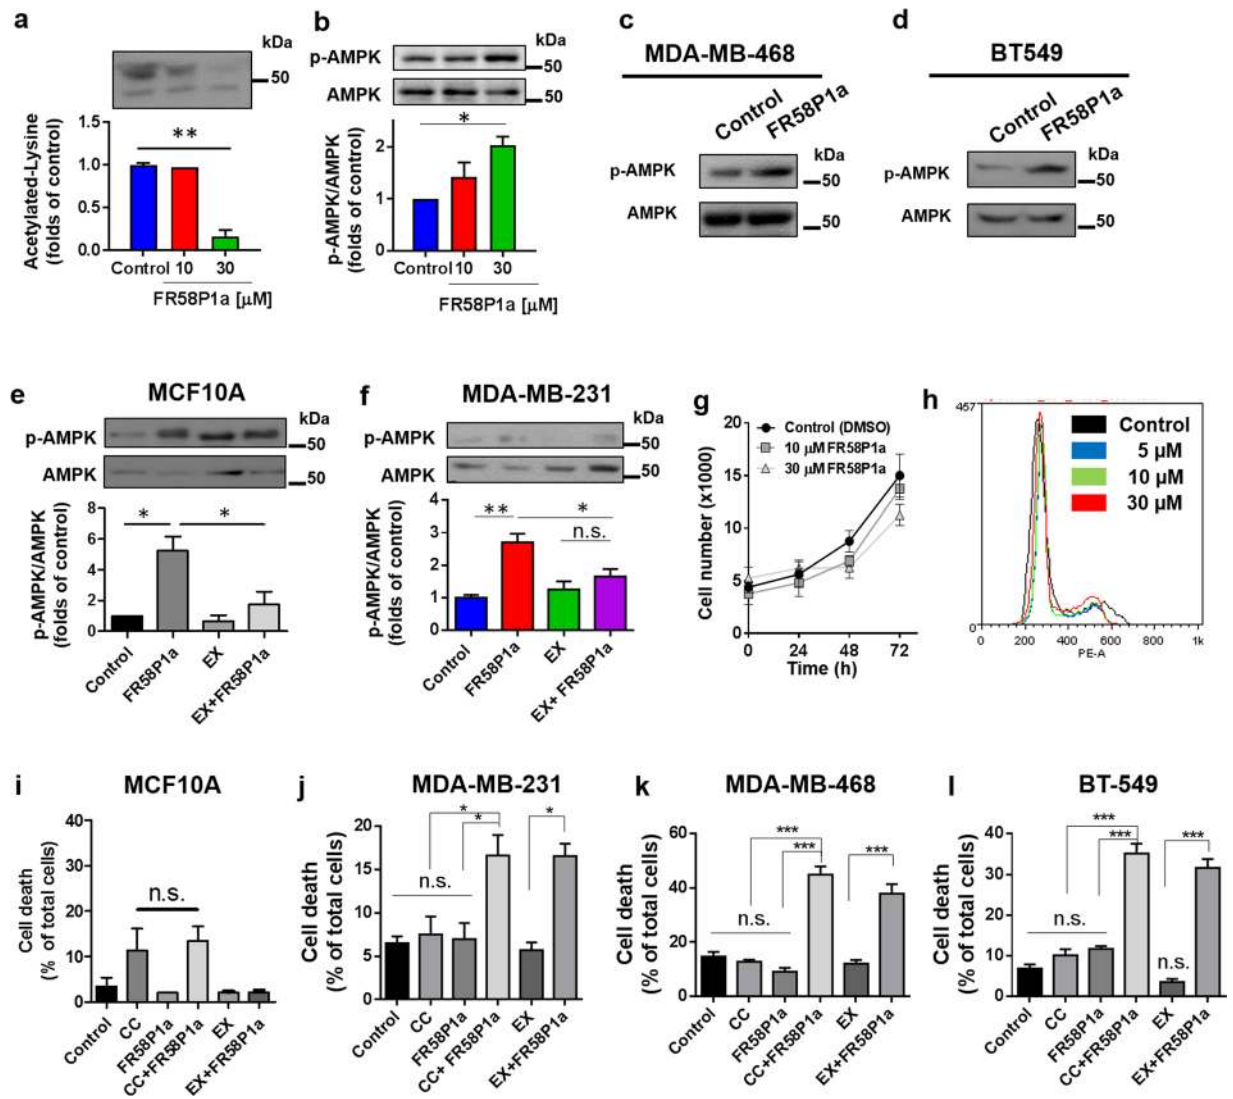 a
kDa
50
**
Acetylated-Lysine
(folds of control)
1.5
1.0
0.5
0.0
Control 10 30
FR58P1a [µM]
b
kDa
p-AMPK
50
AMPK
50
*
p-AMPK/AMPK
(folds of control)
2
1
0
Control 10 30
FR58P1a [µM]
c
MDA-MB-468
Control
FR58P1a
kDa
p-AMPK
50
AMPK
50
d
BT549
Control
FR58P1a
kDa
p-AMPK
50
AMPK
50
e
MCF10A
kDa
p-AMPK
50
AMPK
50
* *
p-AMPK/AMPK
(folds of control)
8
6
4
2
0
Control
FR58P1a
EX
EX+FR58P1a
f
MDA-MB-231
kDa
p-AMPK
50
AMPK
50
** *
n.s.
p-AMPK/AMPK
(folds of control)
4
3
2
1
0
Control
FR58P1a
EX
EX+ FR58P1a
g
Control (DMSO)
10 µM FR58P1a
30 µM FR58P1a
Cell number (x1000)
20
15
10
5
0
0 24 48 72
Time (h)
h
457
Control
5 µM
10 µM
30 µM
0
0 200 400 600 800 1k
PE-A
i
MCF10A
Cell death
(% of total cells)
40
30
20
10
0
n.s.
Control
CC
FR58P1a
CC+FR58P1a
EX
EX+FR58P1a
j
MDA-MB-231
Cell death
(% of total cells)
20
15
10
5
0
n.s.
*
*
*
Control
CC
FR58P1a
CC+ FR58P1a
EX
EX+FR58P1a
k
MDA-MB-468
Cell death
(% of total cells)
60
40
20
0
n.s.
***
***
***
Control
CC
FR58P1a
CC+FR58P1a
EX
EX+FR58P1a
l
BT-549
Cell death
(% of total cells)
40
30
20
10
0
n.s.
***
***
***
n.s.
Control
CC
FR58P1a
CC+FR58P1a
EX
EX+FR58P1a